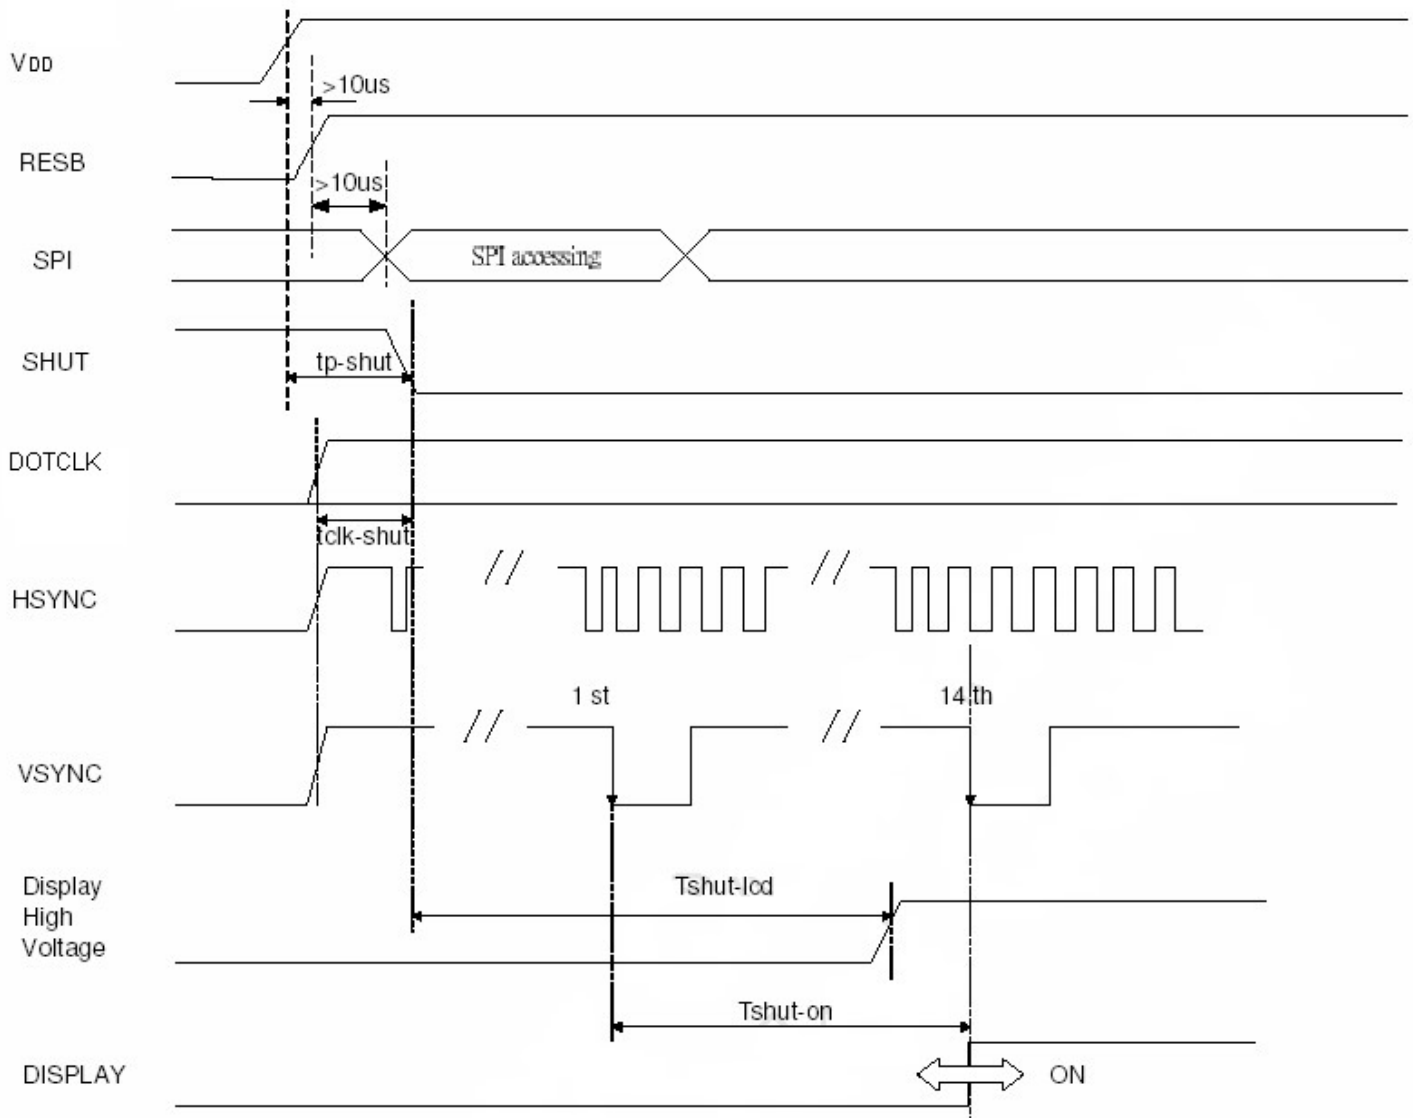 VDD
>10us
RESB
>10us
SPI
SPI accessing
SHUT
tp-shut
DOTCLK
tclk-shut
HSYNC
1 st
14 th
VSYNC
Display
High
Voltage
Tshut-lcd
Tshut-on
DISPLAY
ON